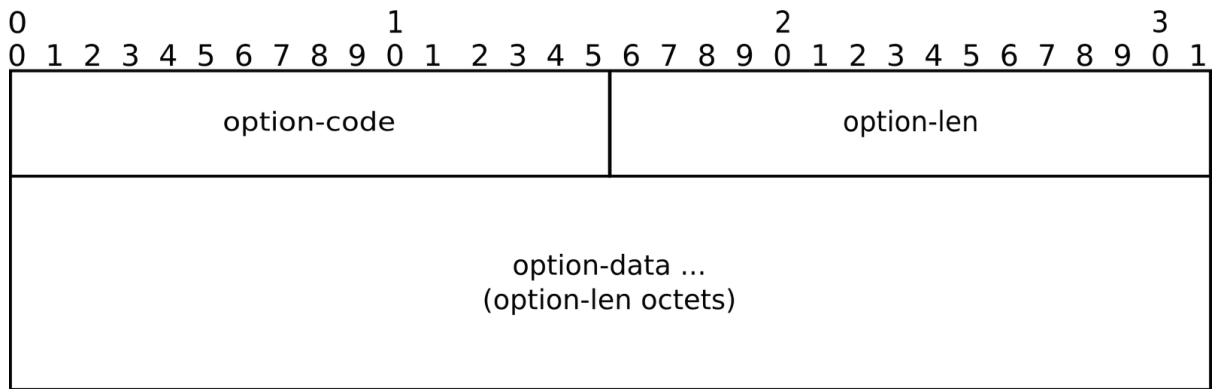 0 1 2 3
0 1 2 3 4 5 6 7 8 9 0 1 2 3 4 5 6 7 8 9 0 1 2 3 4 5 6 7 8 9 0 1
option-code option-len
option-data ...
(option-len octets)